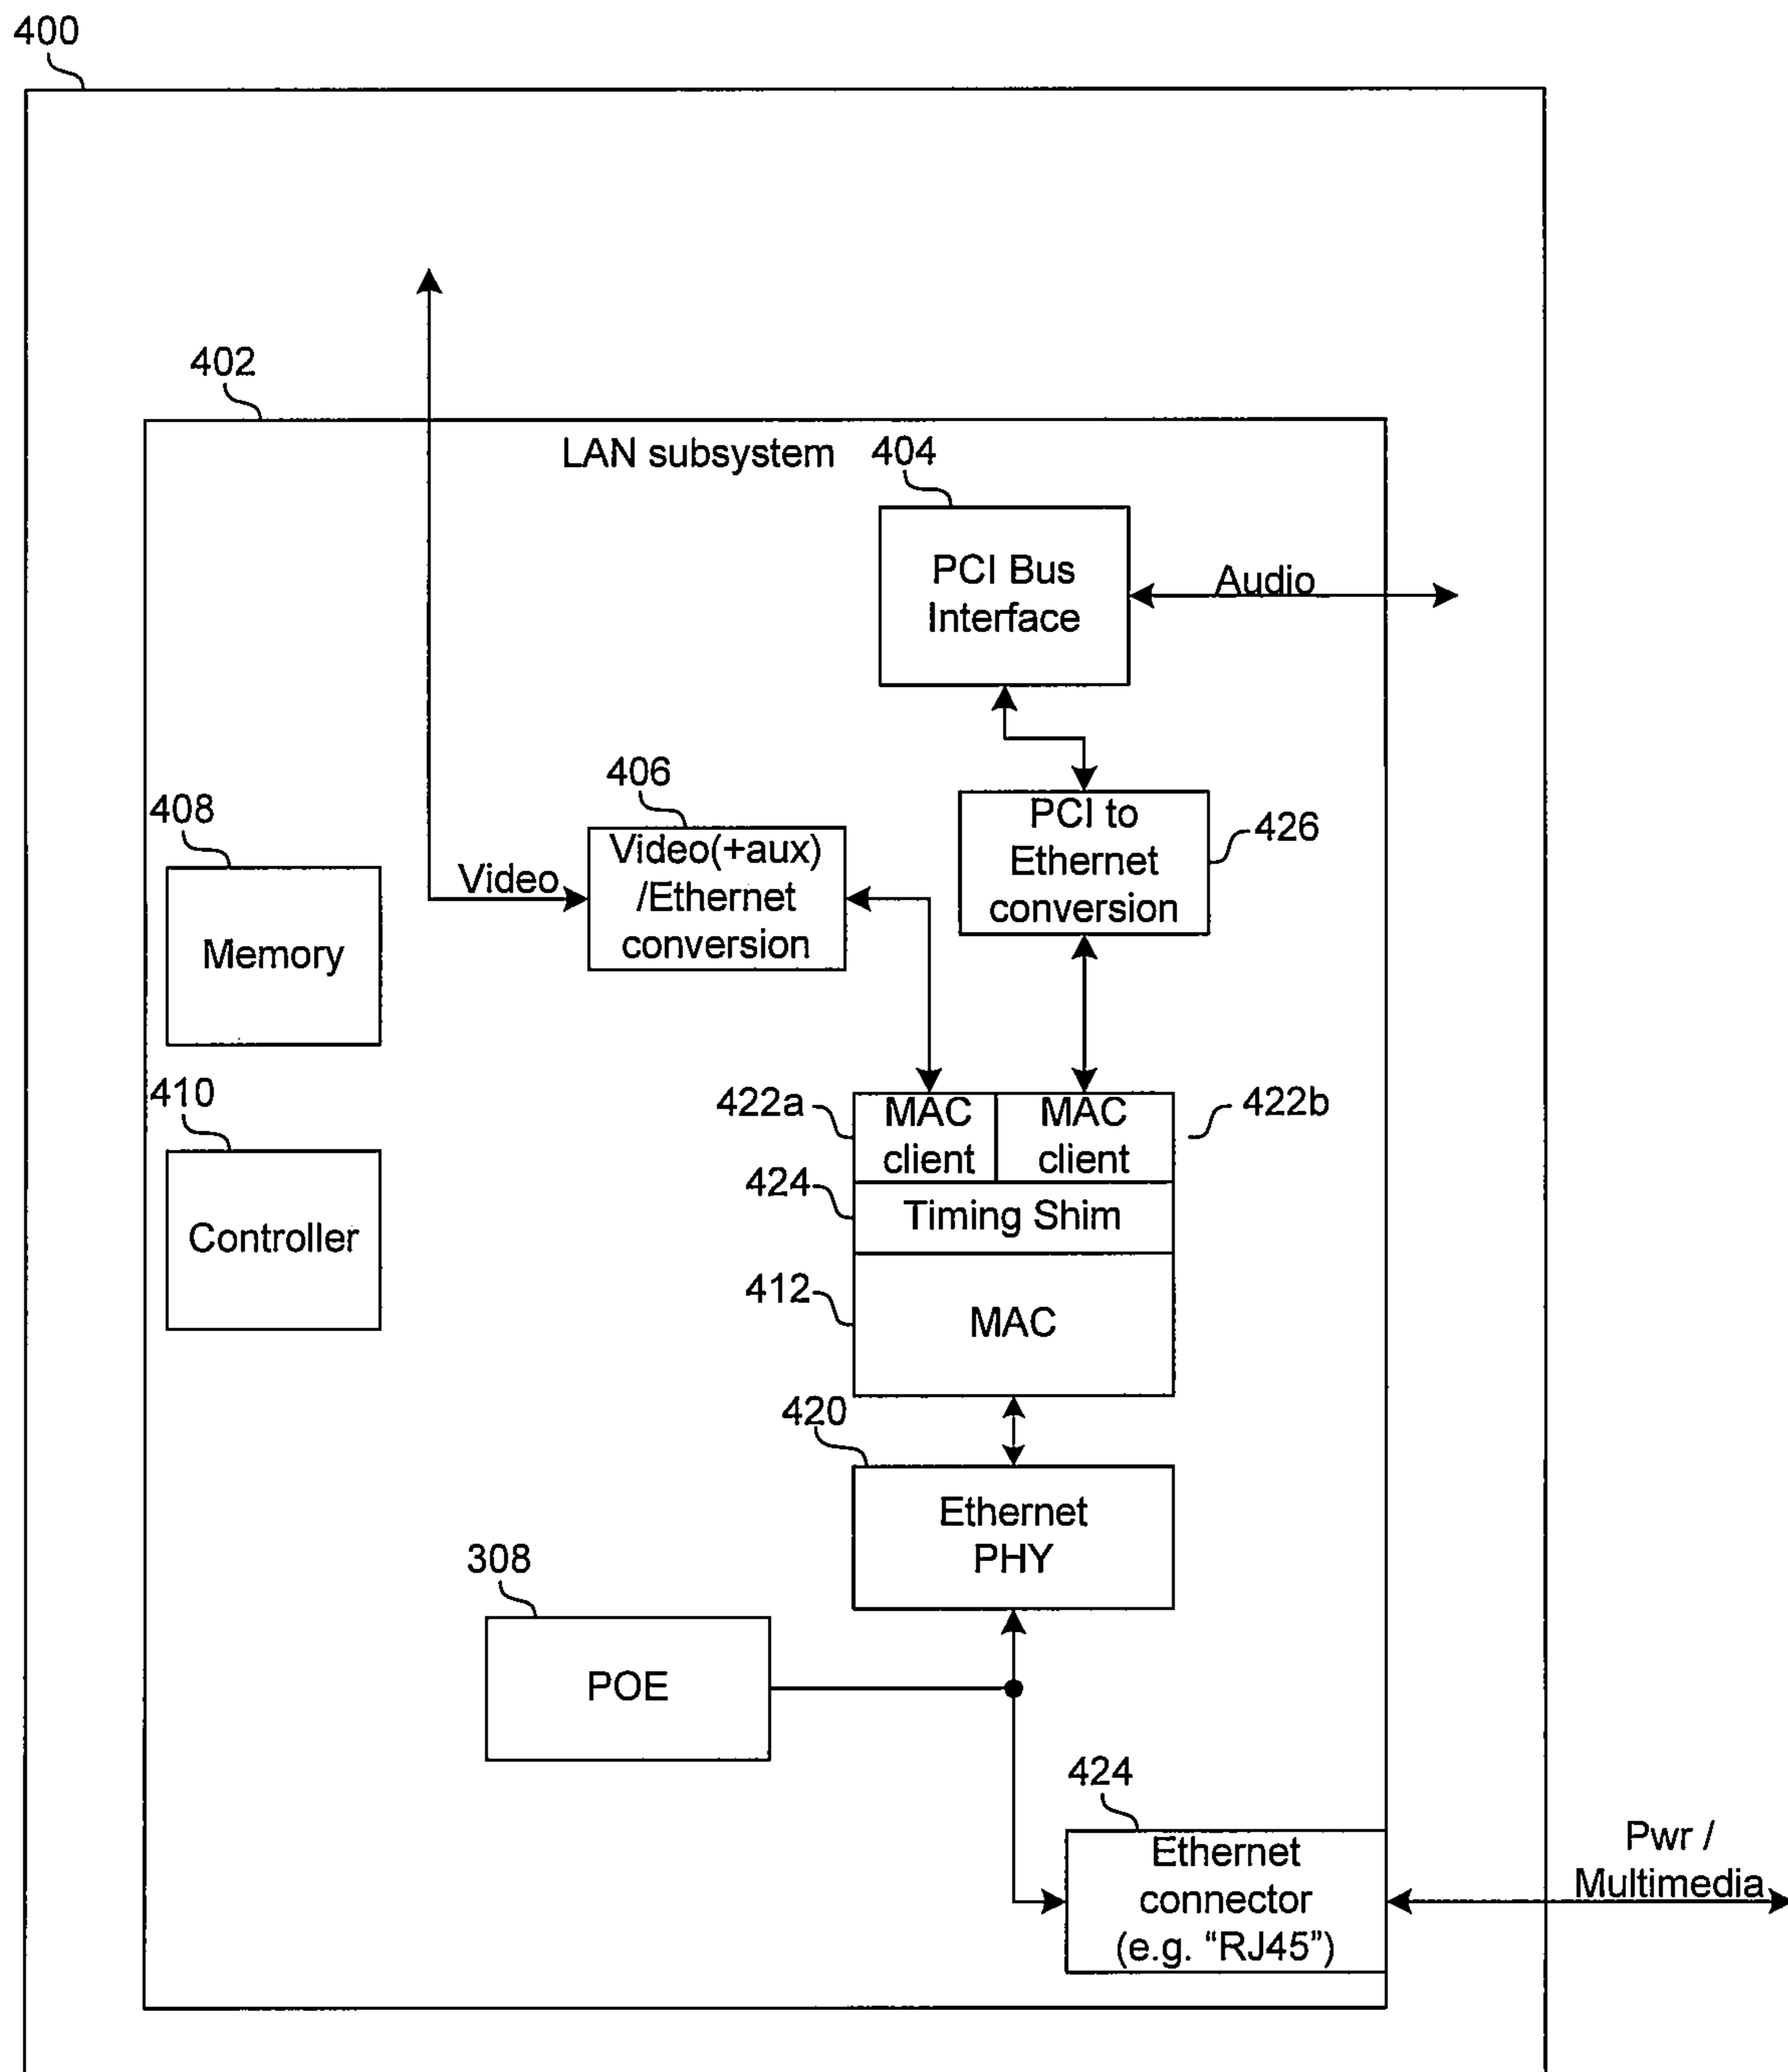 400
402
LAN subsystem
404
PCI Bus
Interface
Audio
406
Video(+aux)
/Ethernet
conversion
Video
PCI to
Ethernet
conversion
426
408
Memory
410
Controller
422a
MAC
client
MAC
client
422b
424
Timing Shim
412
MAC
420
Ethernet
PHY
308
POE
424
Ethernet
connector
(e.g. “RJ45”)
Pwr /
Multimedia